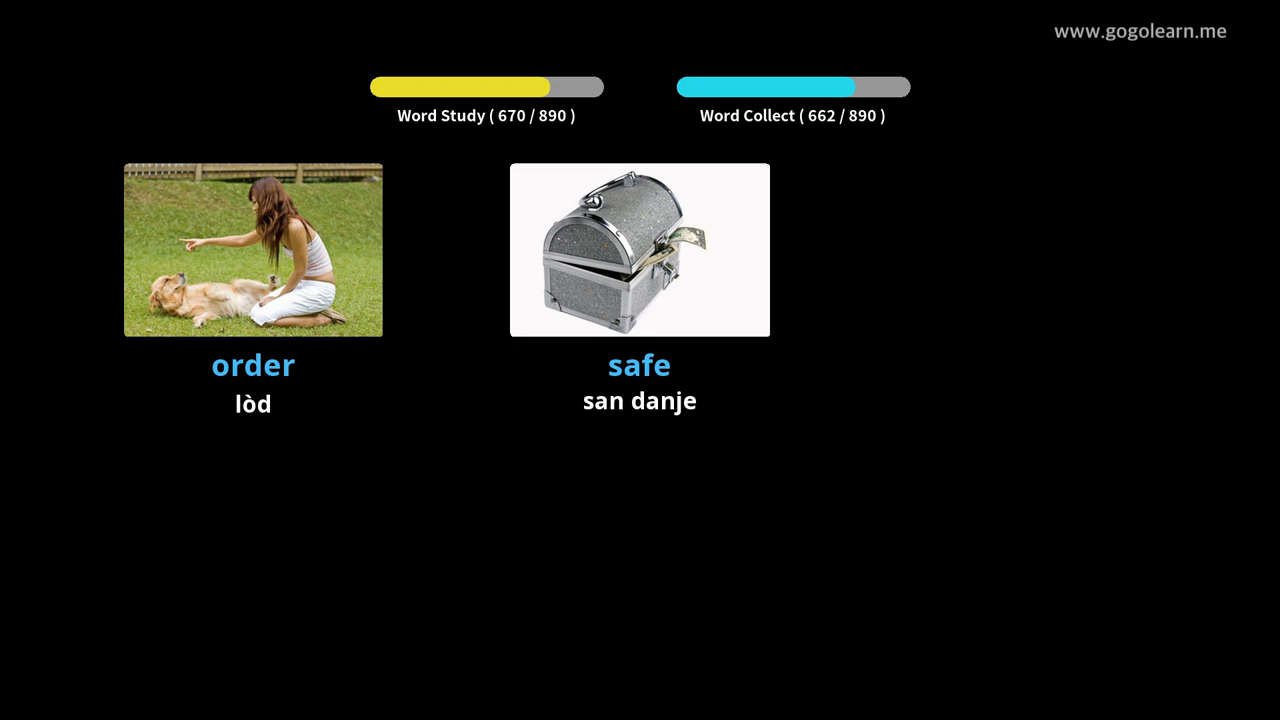 www.gogolearn.me
Word Study ( 670 / 890 )
Word Collect ( 662 / 890 )
order
lòd
safe
san danje